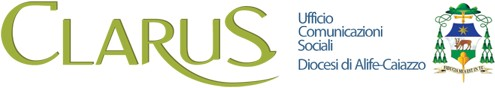 CLARUS
Ufficio
Comunicazioni
Sociali
Diocesi di Alife-Caiazzo